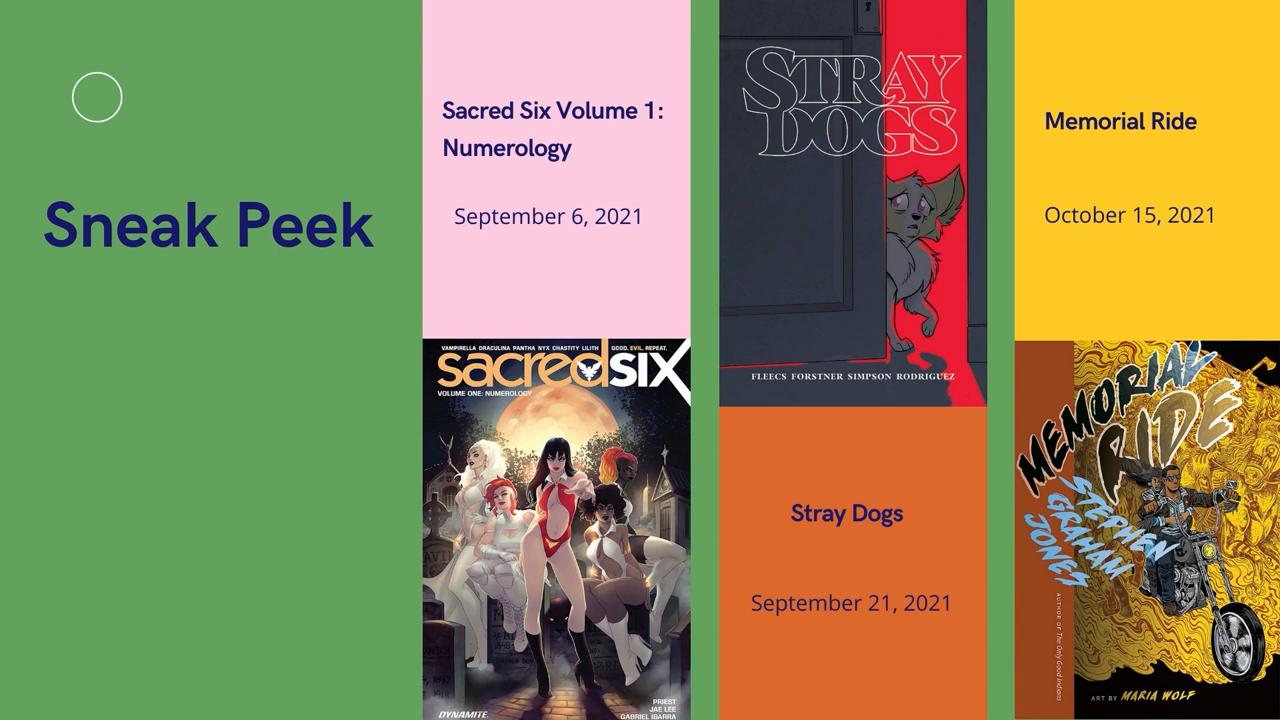 Sneak Peek
Sacred Six Volume 1:
Numerology
September 6, 2021
VAMPIRELLA DRACULINA PANTHA NYX CHASTITY LILITH GOOD. EVIL. REPEAT.
sacredsix
VOLUME ONE: NUMEROLOGY
PRIEST
JAE LEE
GABRIEL IBARRA
DYNAMITE
STRAY
DOGS
FLEECS FORSTNER SIMPSON RODRIGUEZ
Stray Dogs
September 21, 2021
Memorial Ride
October 15, 2021
MEMORIAL
RIDE
STEPHEN
GRAHAM
JONES
AUTHOR OF The Only Good Indians
ART BY MARIA WOLF